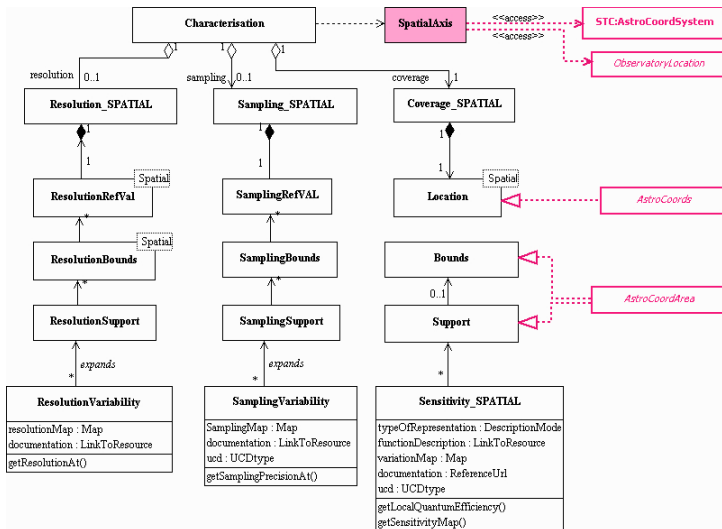 Characterisation
SpatialAxis
<<access>>
<<access>>
STC:AstroCoordSystem
ObservatoryLocation
1
1
1
resolution
0..1
sampling
0..1
coverage
1
Resolution_SPATIAL
Sampling_SPATIAL
Coverage_SPATIAL
1
1
1
1
1
1
Spatial
Spatial
ResolutionRefVal
SamplingRefVAL
Location
AstroCoords
*
*
Spatial
ResolutionBounds
SamplingBounds
Bounds
*
*
0..1
AstroCoordArea
ResolutionSupport
SamplingSupport
Support
expands
expands
*
*
*
ResolutionVariability
resolutionMap : Map
documentation : LinkToResource
getResolutionAt()
SamplingVariability
SamplingMap : Map
documentation : LinkToResource
ucd : UCDtype
getSamplingPrecisionAt()
Sensitivity_SPATIAL
typeOfRepresentation : DescriptionMode
functionDescription : LinkToResource
variationMap : Map
documentation : ReferenceUrl
ucd : UCDtype
getLocalQuantumEfficiency()
getSensitivityMap()